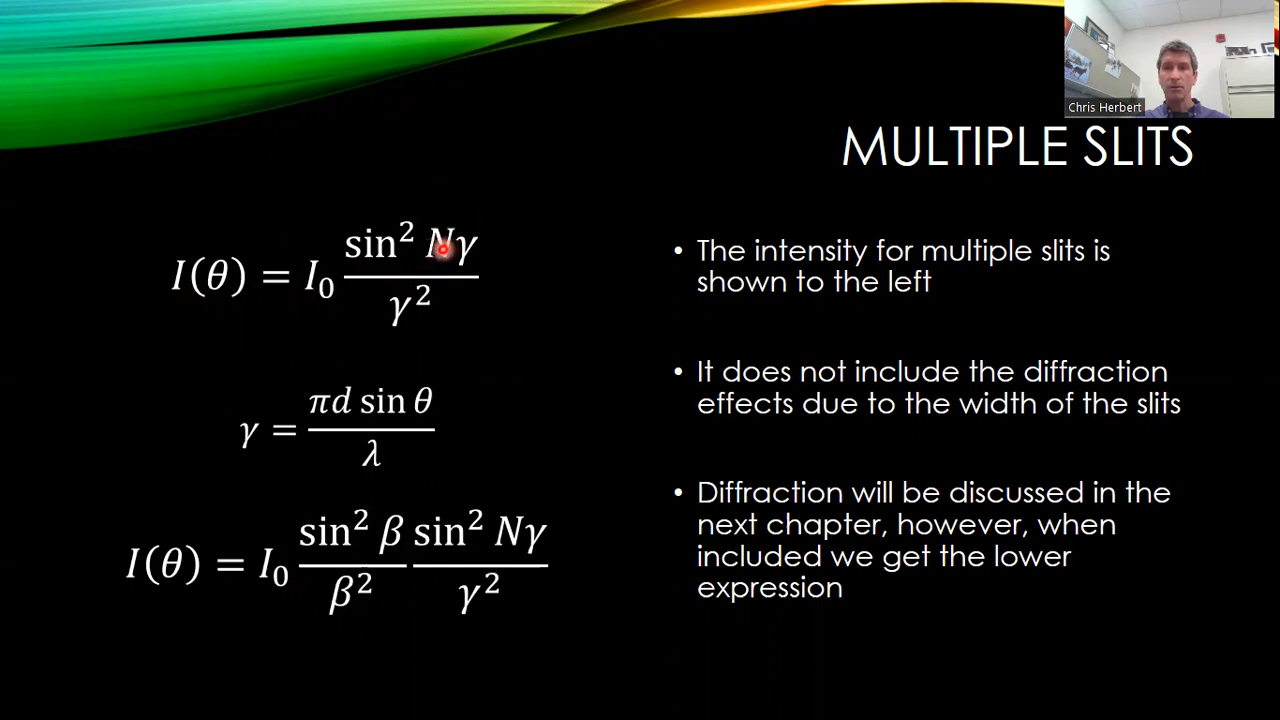 Chris Herbert
MULTIPLE SLITS
I(θ) = I₀ sin² Nγ / γ²
γ = πd sin θ / λ
I(θ) = I₀ sin² β / β² sin² Nγ / γ²
• The intensity for multiple slits is
shown to the left
• It does not include the diffraction
effects due to the width of the slits
• Diffraction will be discussed in the
next chapter, however, when
included we get the lower
expression